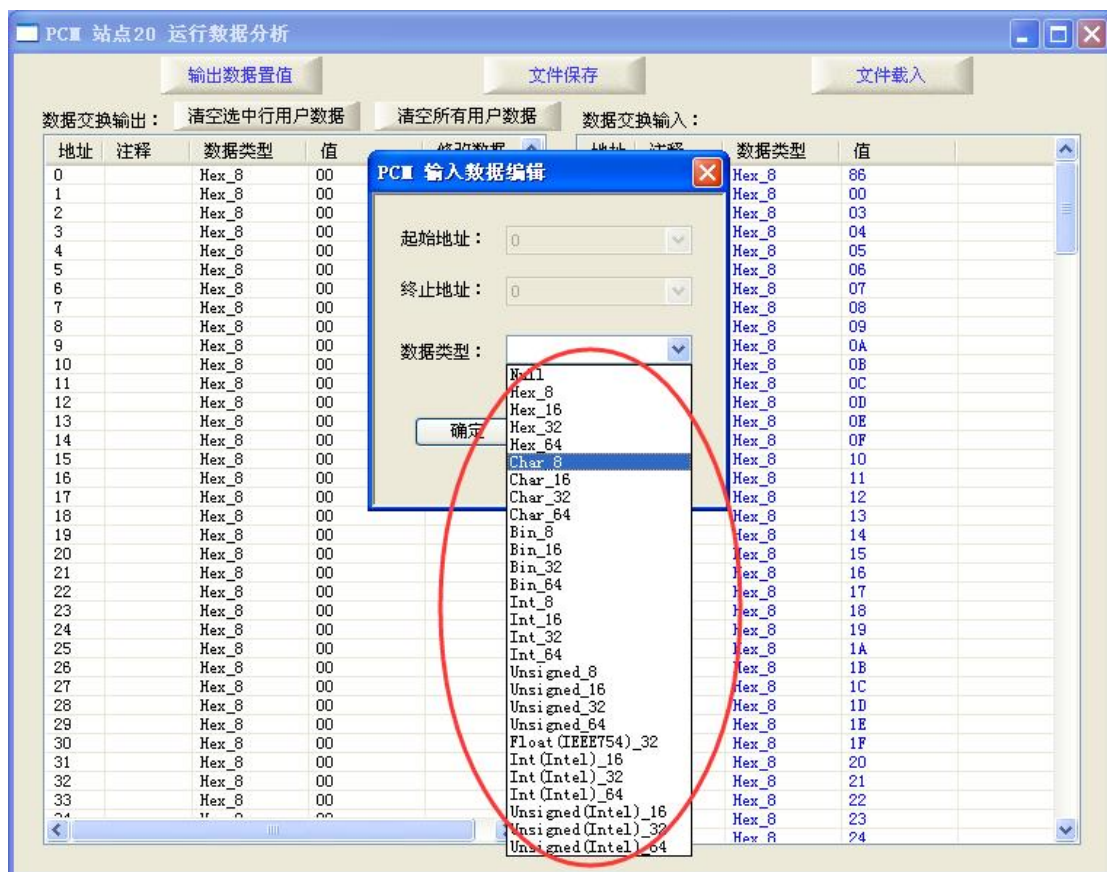 PCM 站点20 运行数据分析
输出数据置值 文件保存 文件载入
数据交换输出： 清空选中行用户数据 清空所有用户数据 数据交换输入：
地址 注释 数据类型 值 修改数据 地址 注释 数据类型 值
0 Hex_8 00 Hex_8 86
1 Hex_8 00 Hex_8 00
2 Hex_8 00 Hex_8 03
3 Hex_8 00 Hex_8 04
4 Hex_8 00 Hex_8 05
5 Hex_8 00 Hex_8 06
6 Hex_8 00 Hex_8 07
7 Hex_8 00 Hex_8 08
8 Hex_8 00 Hex_8 09
9 Hex_8 00 Hex_8 0A
10 Hex_8 00 Hex_8 0B
11 Hex_8 00 Hex_8 0C
12 Hex_8 00 Hex_8 0D
13 Hex_8 00 Hex_8 0E
14 Hex_8 00 Hex_8 0F
15 Hex_8 00 Hex_8 10
16 Hex_8 00 Hex_8 11
17 Hex_8 00 Hex_8 12
18 Hex_8 00 Hex_8 13
19 Hex_8 00 Hex_8 14
20 Hex_8 00 Hex_8 15
21 Hex_8 00 Hex_8 16
22 Hex_8 00 Hex_8 17
23 Hex_8 00 Hex_8 18
24 Hex_8 00 Hex_8 19
25 Hex_8 00 Hex_8 1A
26 Hex_8 00 Hex_8 1B
27 Hex_8 00 Hex_8 1C
28 Hex_8 00 Hex_8 1D
29 Hex_8 00 Hex_8 1E
30 Hex_8 00 Hex_8 1F
31 Hex_8 00 Hex_8 20
32 Hex_8 00 Hex_8 21
33 Hex_8 00 Hex_8 22
Hex_8 23
Hex_8 24
PCM 输入数据编辑
起始地址： 0
终止地址： 0
数据类型：
确定
Null
Hex_8
Hex_16
Hex_32
Hex_64
Char_8
Char_16
Char_32
Char_64
Bin_8
Bin_16
Bin_32
Bin_64
Int_8
Int_16
Int_32
Int_64
Unsigned_8
Unsigned_16
Unsigned_32
Unsigned_64
Float(IEEE754)_32
Int(Intel)_16
Int(Intel)_32
Int(Intel)_64
Unsigned(Intel)_16
Unsigned(Intel)_32
Unsigned(Intel)_64